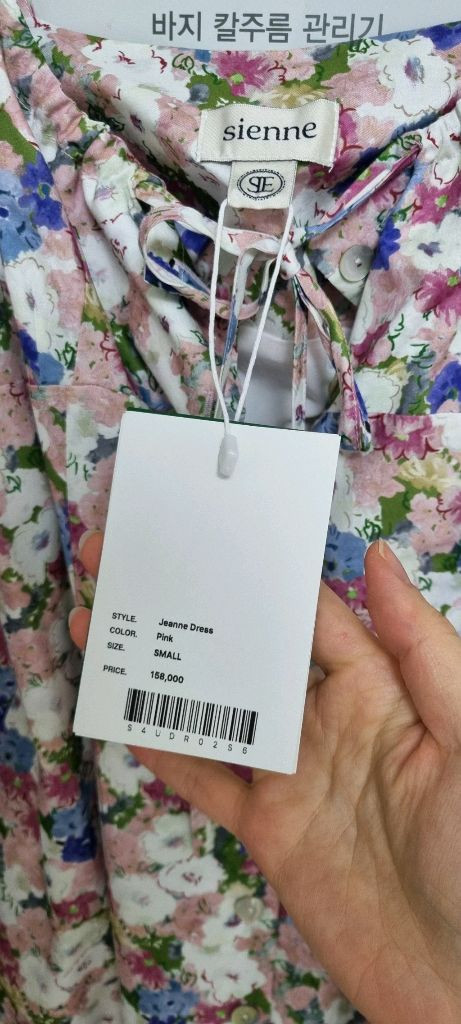 바지 칼주름 관리기
sienne
SIE
STYLE. Jeanne Dress
COLOR. Pink
SIZE. SMALL
PRICE. 158,000
S4UDR02S6